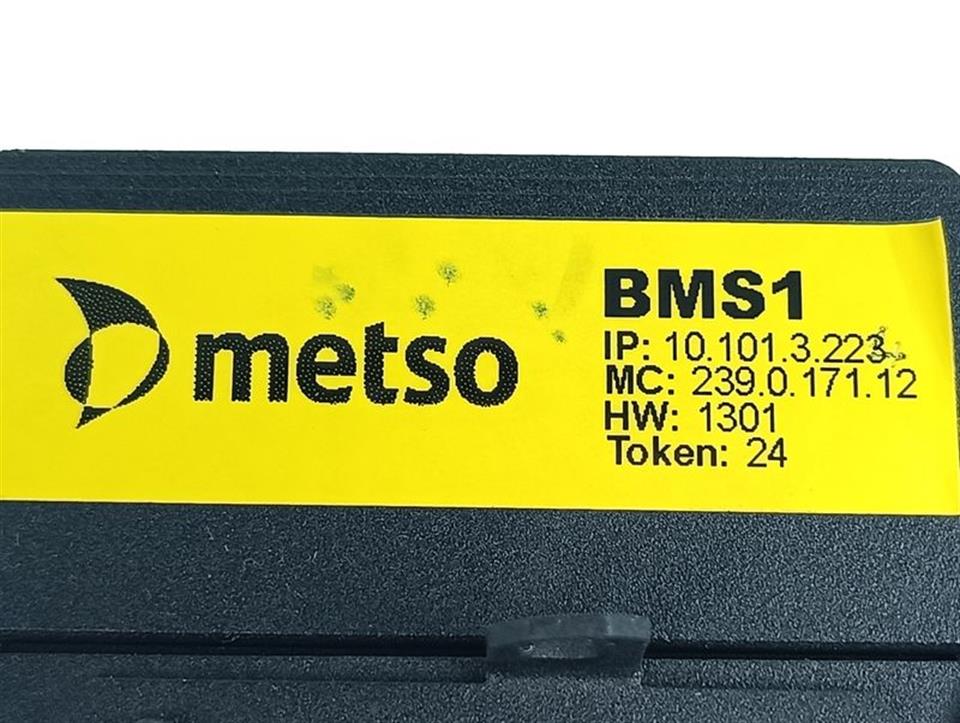 metso
BMS1
IP: 10.101.3.223
MC: 239.0.171.12
HW: 1301
Token: 24